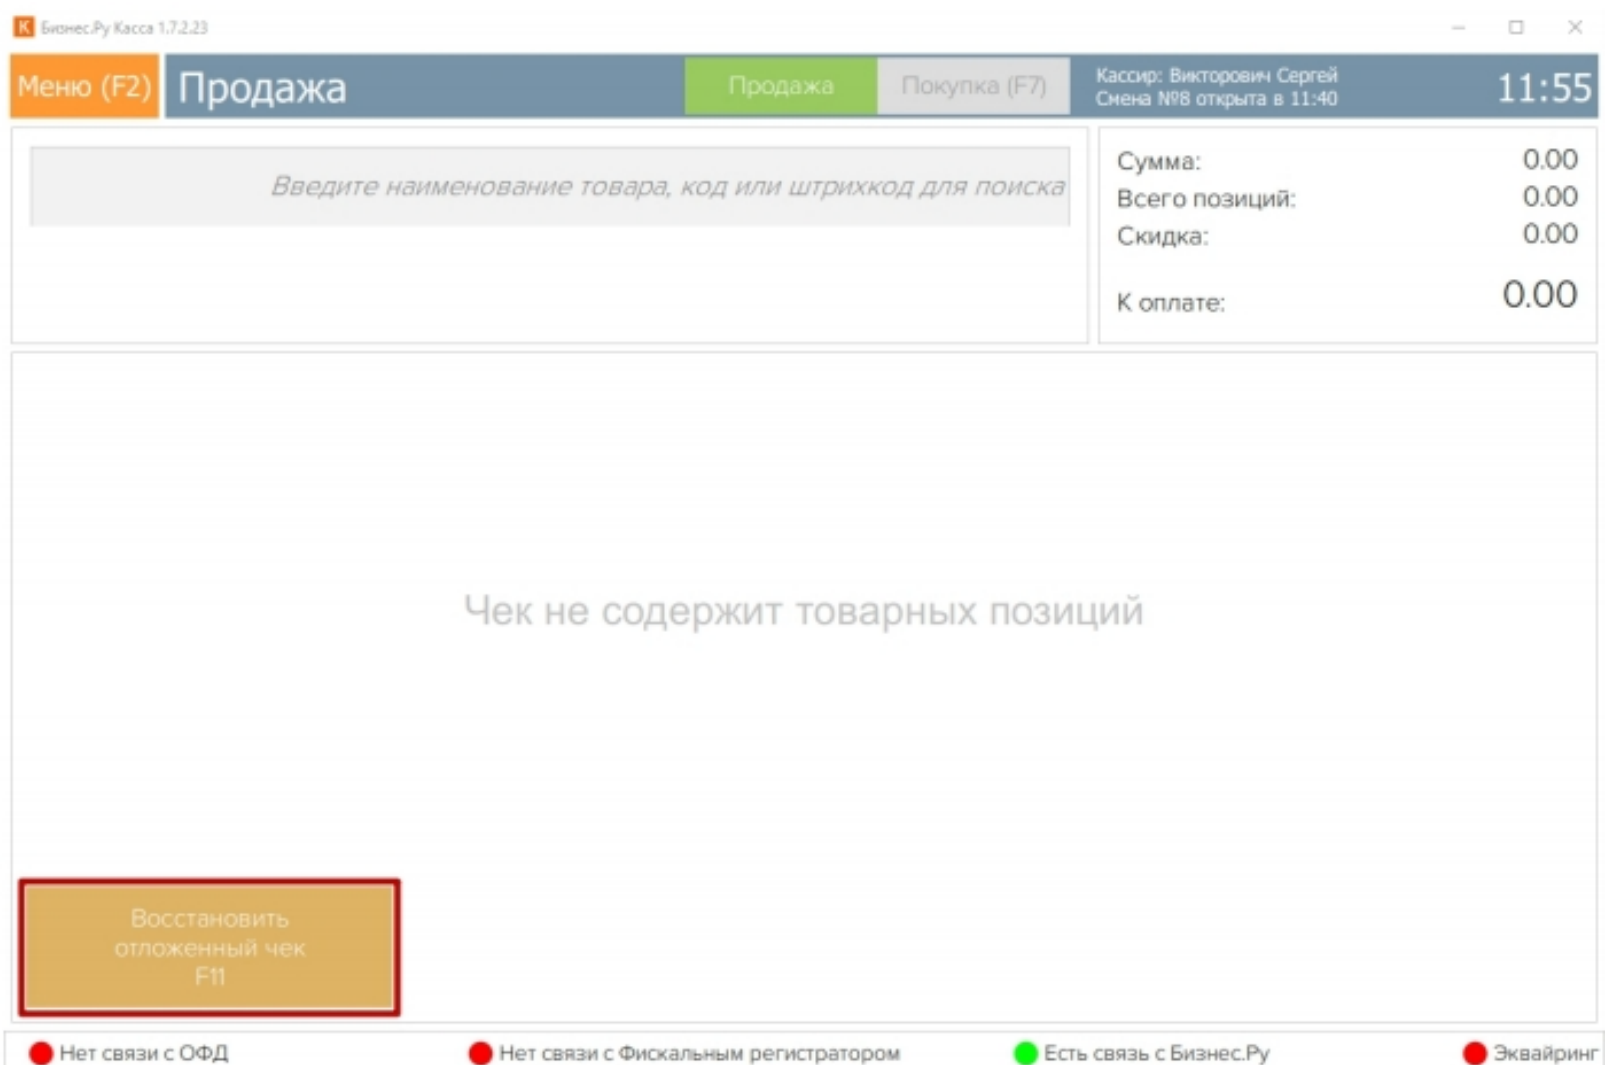 К Бизнес.Ру Касса 1.7.2.23
Меню (F2)
Продажа
Продажа
Покупка (F7)
Кассир: Викторович Сергей
Смена №8 открыта в 11:40
11:55
Введите наименование товара, код или штрихкод для поиска
Сумма: 0.00
Всего позиций: 0.00
Скидка: 0.00
К оплате: 0.00
Чек не содержит товарных позиций
Восстановить
отложенный чек
F11
Нет связи с ОФД
Нет связи с Фискальным регистратором
Есть связь с Бизнес.Ру
Эквайринг